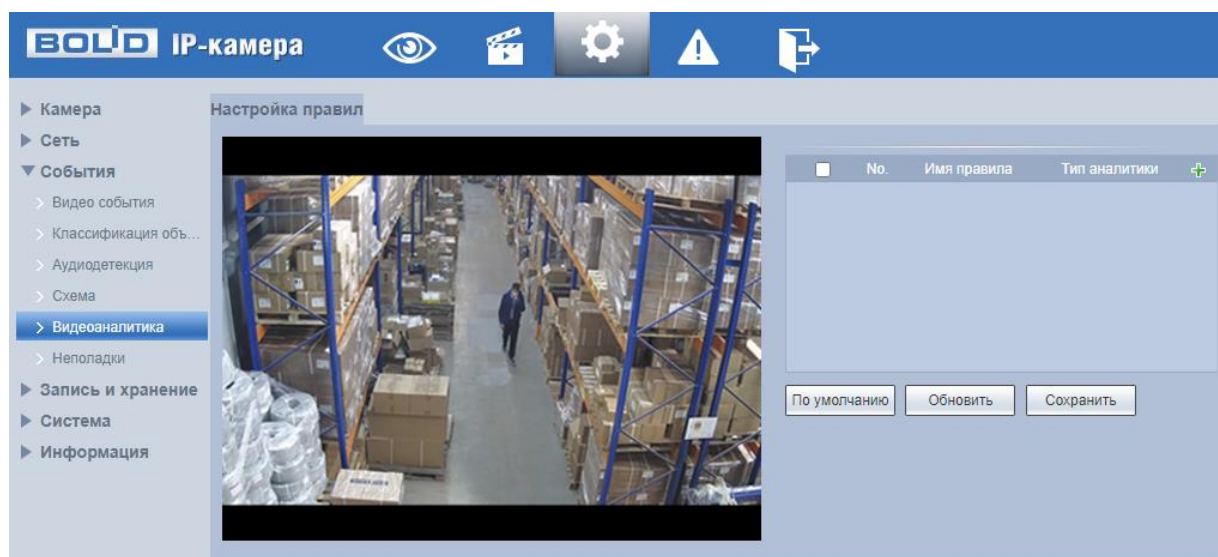 BOLID IP-камера
Камера
Сеть
События
Видео события
Классификация объ...
Аудиодетекция
Схема
Видеоаналитика
Неполадки
Запись и хранение
Система
Информация
Настройка правил
No. Имя правила Тип аналитики
По умолчанию Обновить Сохранить